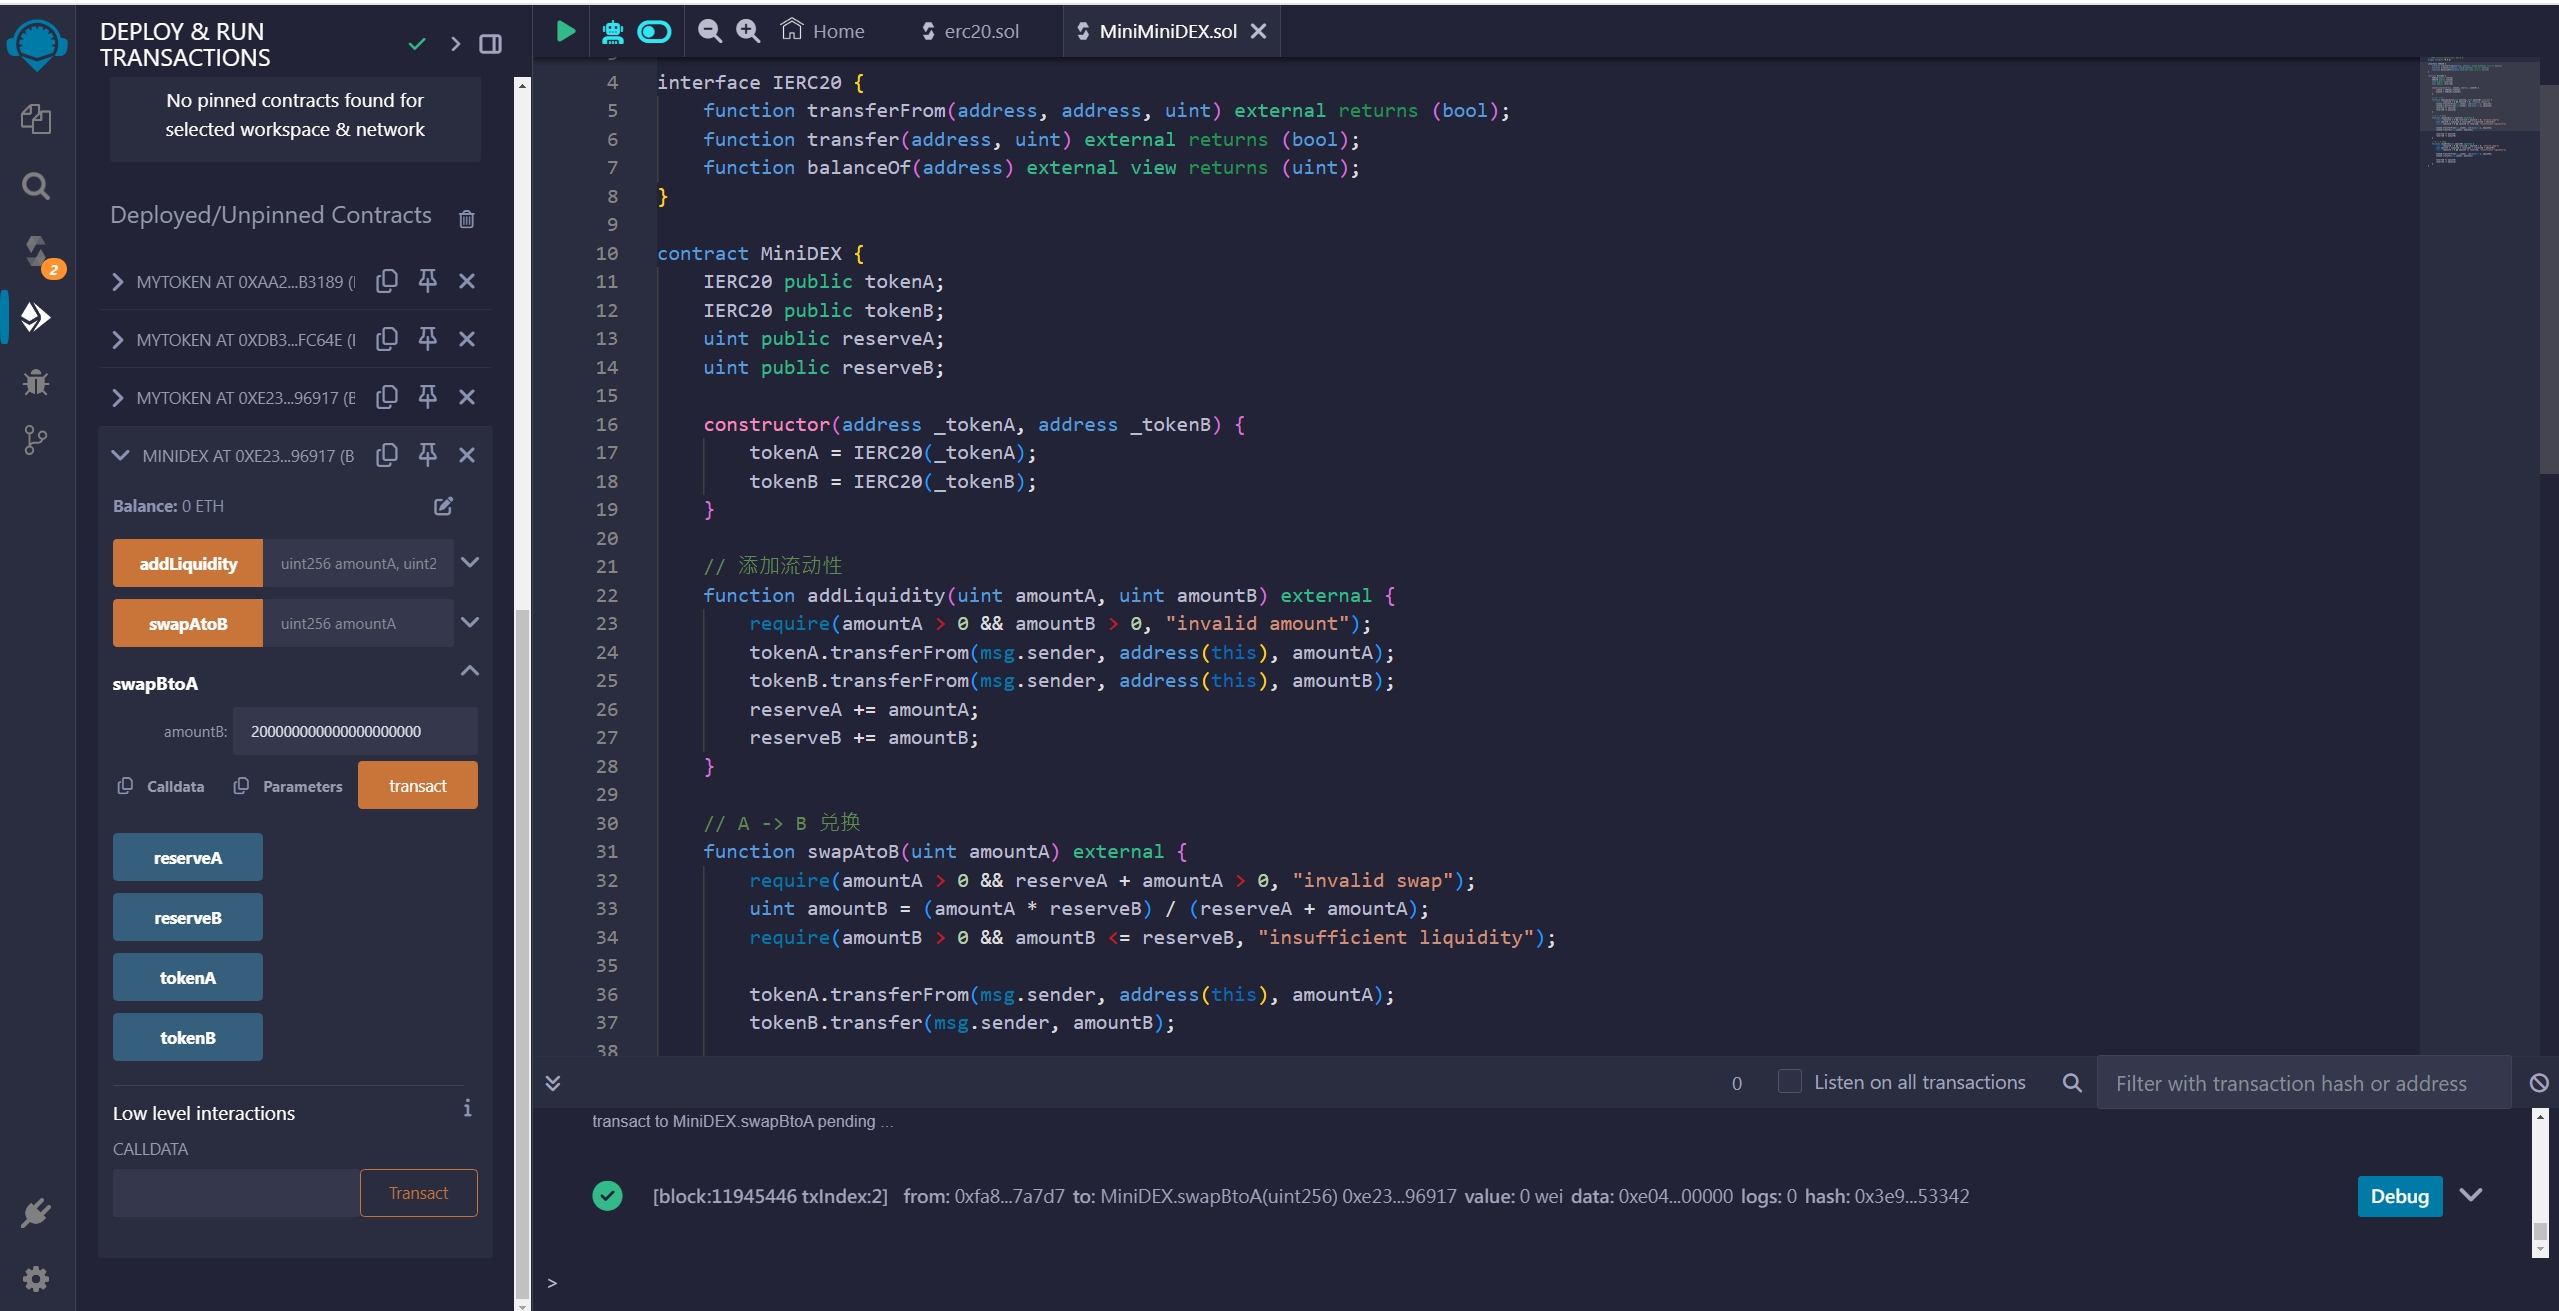 DEPLOY & RUN
TRANSACTIONS
No pinned contracts found for
selected workspace & network
Deployed/Unpinned Contracts
2
MYTOKEN AT 0XAA2...B3189 (
MYTOKEN AT 0XDB3...FC64E (
MYTOKEN AT 0XE23...96917 (B
MINIDEX AT 0XE23...96917 (B
Balance: 0 ETH
addLiquidity uint256 amountA, uint2
swapAtoB uint256 amountA
swapBtoA
amountB: 200000000000000000000
Calldata Parameters transact
reserveA
reserveB
tokenA
tokenB
Low level interactions i
CALLDATA
Transact
Home erc20.sol MiniMiniDEX.sol
4 interface IERC20 {
5 function transferFrom(address, address, uint) external returns (bool);
6 function transfer(address, uint) external returns (bool);
7 function balanceOf(address) external view returns (uint);
8 }
9
10 contract MiniDEX {
11 IERC20 public tokenA;
12 IERC20 public tokenB;
13 uint public reserveA;
14 uint public reserveB;
15
16 constructor(address _tokenA, address _tokenB) {
17 tokenA = IERC20(_tokenA);
18 tokenB = IERC20(_tokenB);
19 }
20
21 // 添加流动性
22 function addLiquidity(uint amountA, uint amountB) external {
23 require(amountA > 0 && amountB > 0, "invalid amount");
24 tokenA.transferFrom(msg.sender, address(this), amountA);
25 tokenB.transferFrom(msg.sender, address(this), amountB);
26 reserveA += amountA;
27 reserveB += amountB;
28 }
29
30 // A -> B 兑换
31 function swapAtoB(uint amountA) external {
32 require(amountA > 0 && reserveA + amountA > 0, "invalid swap");
33 uint amountB = (amountA * reserveB) / (reserveA + amountA);
34 require(amountB > 0 && amountB <= reserveB, "insufficient liquidity");
35
36 tokenA.transferFrom(msg.sender, address(this), amountA);
37 tokenB.transfer(msg.sender, amountB);
38
0 Listen on all transactions Filter with transaction hash or address
transact to MiniDEX.swapBtoA pending ...
[block:11945446 txIndex:2] from: 0xfa8...7a7d7 to: MiniDEX.swapBtoA(uint256) 0xe23...96917 value: 0 wei data: 0xe04...00000 logs: 0 hash: 0x3e9...53342
Debug
>